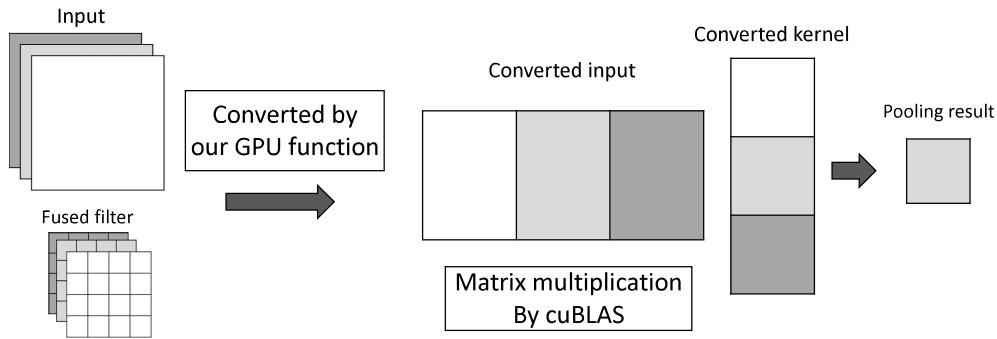 Input
Converted by
our GPU function
Fused filter
Converted input
Matrix multiplication
By cuBLAS
Converted kernel
Pooling result